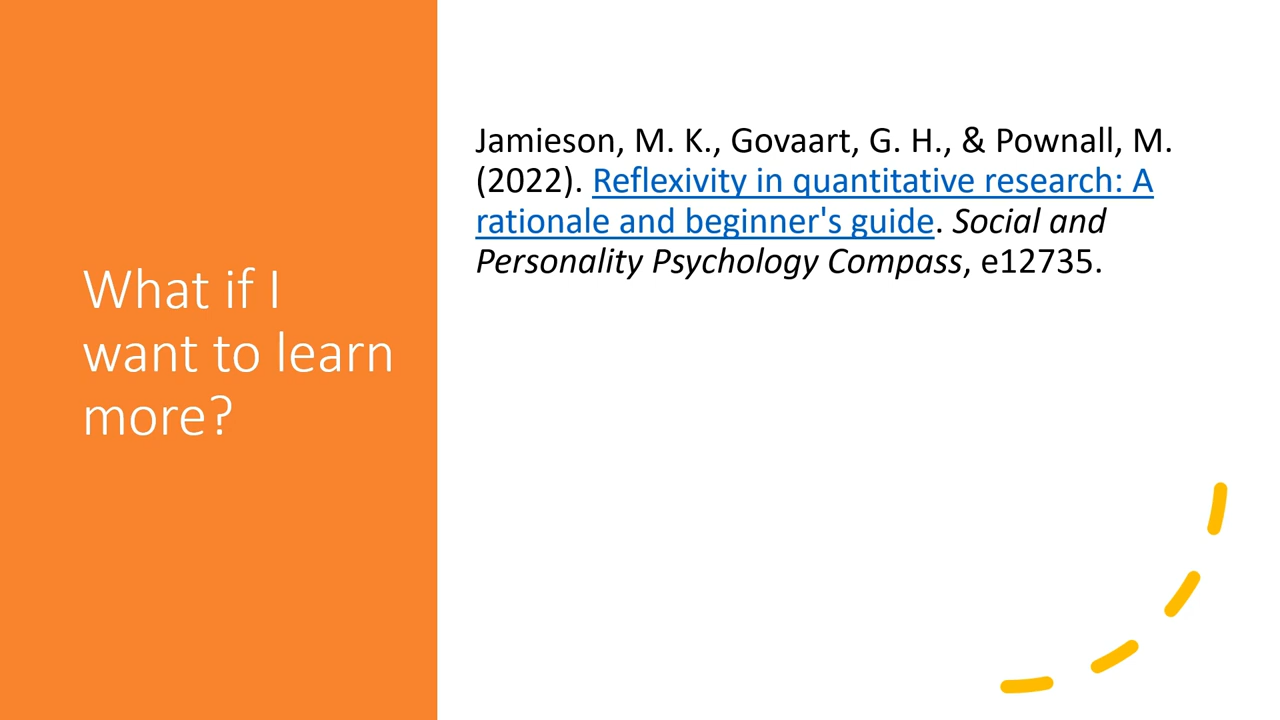 What if I
want to learn
more?
Jamieson, M. K., Govaart, G. H., & Pownall, M.
(2022). Reflexivity in quantitative research: A
rationale and beginner's guide. Social and
Personality Psychology Compass, e12735.